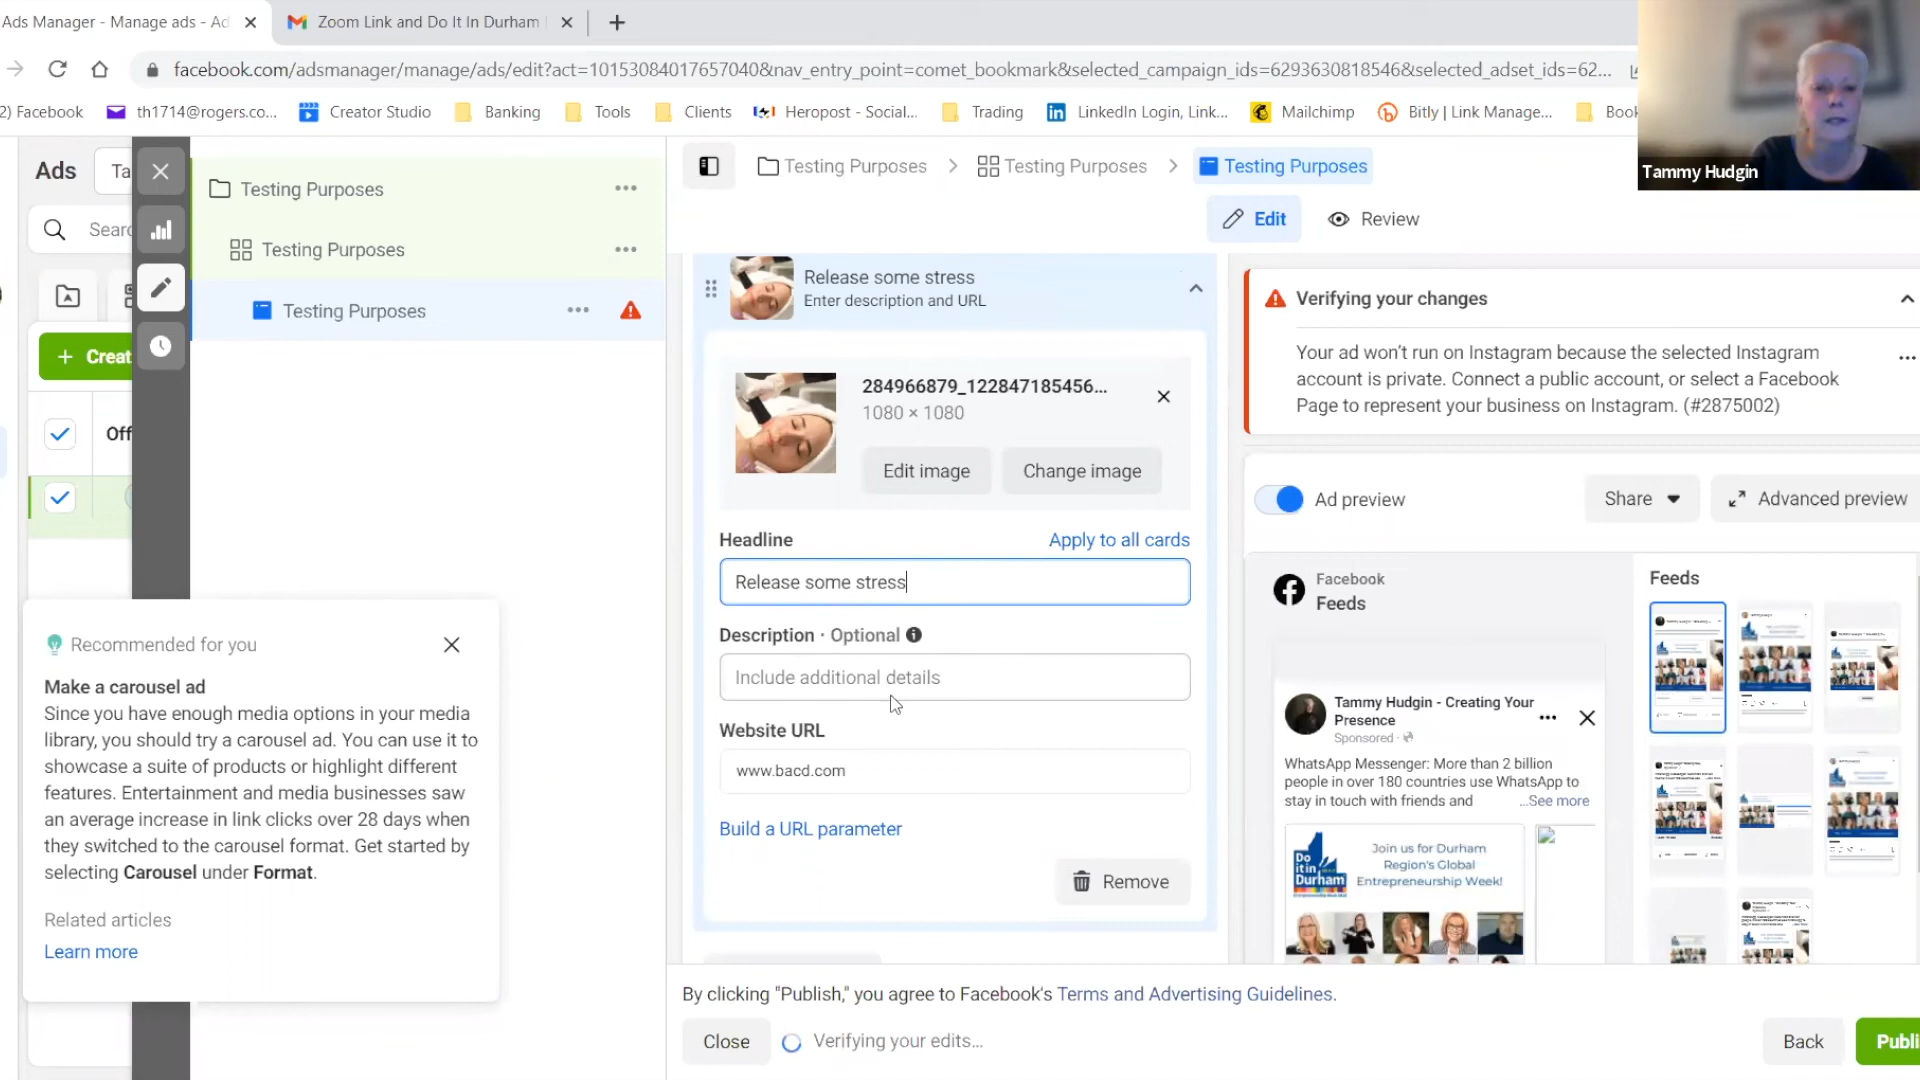 Ads Manager - Manage ads - Ad
Zoom Link and Do It In Durham
facebook.com/adsmanager/manage/ads/edit?act=10153084017657040&nav_entry_point=comet_bookmark&selected_campaign_ids=6293630818546&selected_adset_ids=62...
2) Facebook
th1714@rogers.co...
Creator Studio
Banking
Tools
Clients
Heropost - Social...
Trading
LinkedIn Login, Link...
Mailchimp
Bitly | Link Manage...
Book
Tammy Hudgin
Ads
Ta
Searc
+ Creat
Off
Testing Purposes
Testing Purposes
Testing Purposes
Testing Purposes > Testing Purposes > Testing Purposes
Edit
Review
Release some stress
Enter description and URL
284966879_122847185456...
1080 × 1080
Edit image
Change image
Headline
Apply to all cards
Release some stress
Description · Optional
Include additional details
Website URL
www.bacd.com
Build a URL parameter
Remove
Recommended for you
Make a carousel ad
Since you have enough media options in your media
library, you should try a carousel ad. You can use it to
showcase a suite of products or highlight different
features. Entertainment and media businesses saw
an average increase in link clicks over 28 days when
they switched to the carousel format. Get started by
selecting Carousel under Format.
Related articles
Learn more
Verifying your changes
Your ad won't run on Instagram because the selected Instagram
account is private. Connect a public account, or select a Facebook
Page to represent your business on Instagram. (#2875002)
Ad preview
Share
Advanced preview
Facebook
Feeds
Feeds
Tammy Hudgin - Creating Your
Presence
Sponsored ·
WhatsApp Messenger: More than 2 billion
people in over 180 countries use WhatsApp to
stay in touch with friends and ...See more
Do
it in
Durham
Join us for Durham
Region's Global
Entrepreneurship Week!
By clicking "Publish," you agree to Facebook's Terms and Advertising Guidelines.
Close
Verifying your edits...
Back
Publi